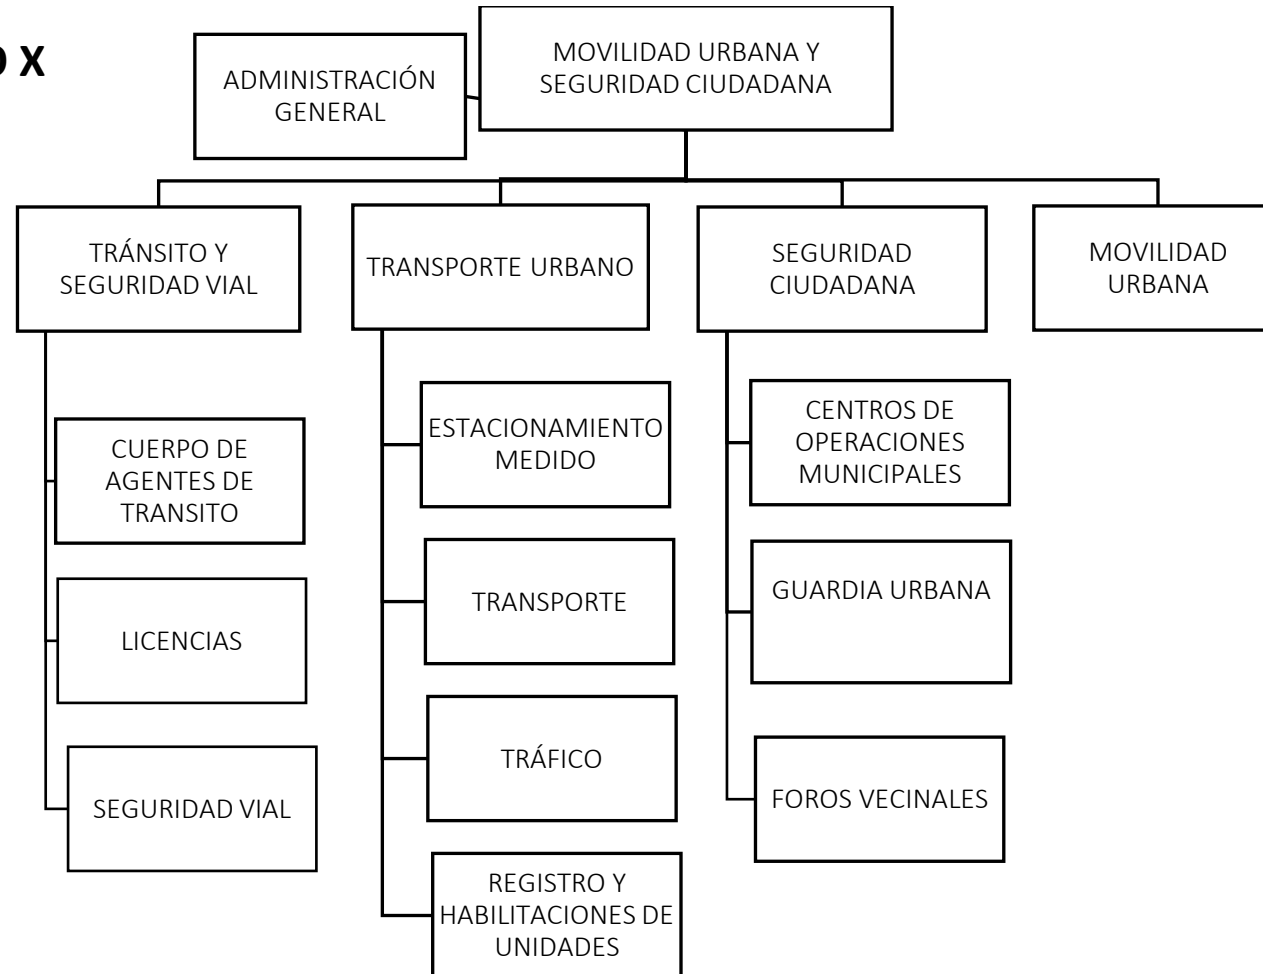 X
MOVILIDAD URBANA Y
SEGURIDAD CIUDADANA
ADMINISTRACIÓN
GENERAL
TRÁNSITO Y
SEGURIDAD VIAL
TRANSPORTE URBANO
SEGURIDAD
CIUDADANA
MOVILIDAD
URBANA
CUERPO DE
AGENTES DE
TRANSITO
LICENCIAS
SEGURIDAD VIAL
ESTACIONAMIENTO
MEDIDO
TRANSPORTE
TRÁFICO
REGISTRO Y
HABILITACIONES DE
UNIDADES
CENTROS DE
OPERACIONES
MUNICIPALES
GUARDIA URBANA
FOROS VECINALES